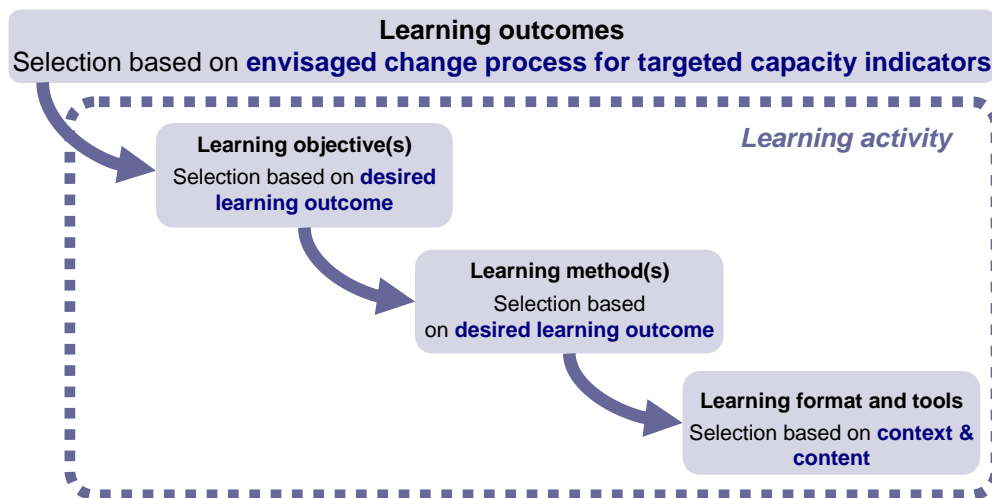 Learning outcomes
Selection based on envisaged change process for targeted capacity indicators
Learning activity
Learning objective(s)
Selection based on desired
learning outcome
Learning method(s)
Selection based
on desired learning outcome
Learning format and tools
Selection based on context &
content